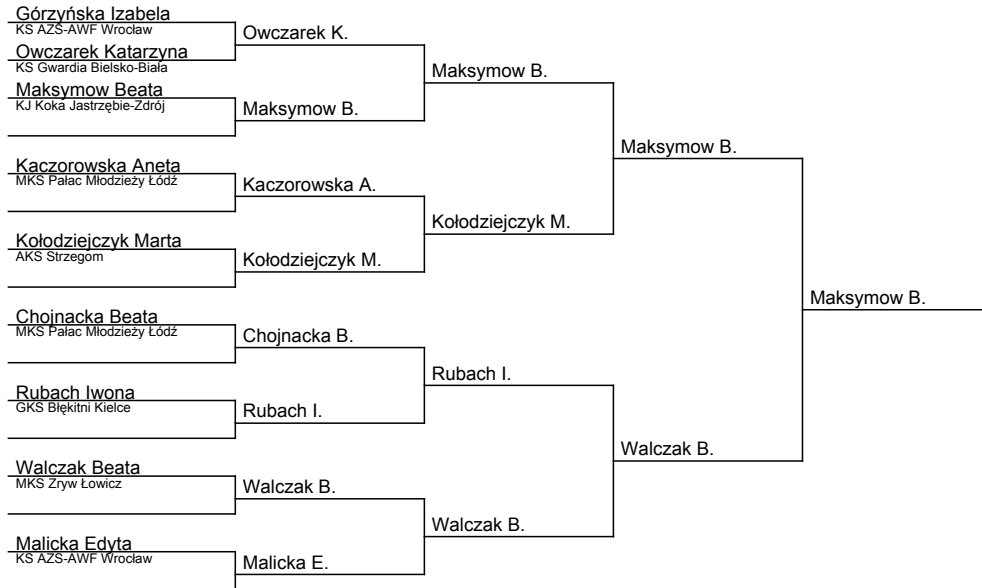 Górzyńska Izabela
KS AZS-AWF Wrocław
Owczarek Katarzyna
KS Gwardia Bielsko-Biała
Maksymow Beata
KJ Koka Jastrzębie-Zdrój
Kaczorowska Aneta
MKS Pałac Młodzieży Łódź
Kołodziejczyk Marta
AKS Strzegom
Chojnacka Beata
MKS Pałac Młodzieży Łódź
Rubach Iwona
GKS Błękitni Kielce
Walczak Beata
MKS Zryw Łowicz
Malicka Edyta
KS AZS-AWF Wrocław
Owczarek K.
Maksymow B.
Kaczorowska A.
Kołodziejczyk M.
Chojnacka B.
Rubach I.
Walczak B.
Malicka E.
Maksymow B.
Kołodziejczyk M.
Rubach I.
Walczak B.
Maksymow B.
Walczak B.
Maksymow B.